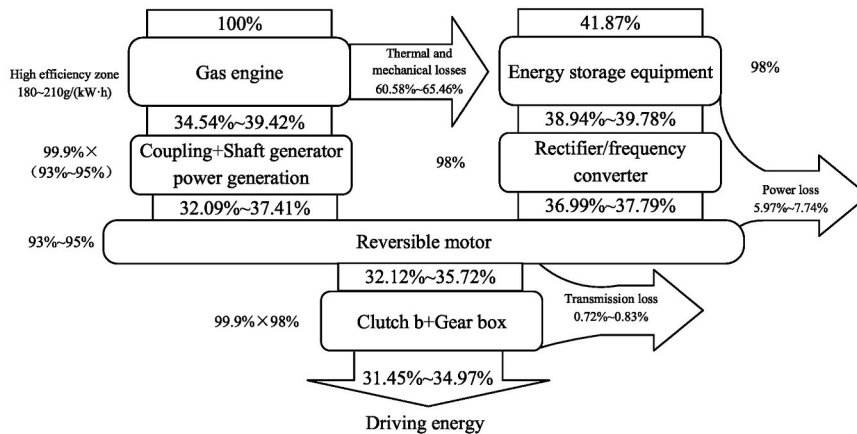 100%
41.87%
High efficiency zone
180~210g/(kW·h)
Gas engine
Thermal and
mechanical losses
60.58%~65.46%
Energy storage equipment
98%
34.54%~39.42%
38.94%~39.78%
99.9%×
(93%~95%)
Coupling+Shaft generator
power generation
98%
Rectifier/frequency
converter
Power loss
5.97%~7.74%
32.09%~37.41%
36.99%~37.79%
93%~95%
Reversible motor
32.12%~35.72%
Transmission loss
0.72%~0.83%
99.9%×98%
Clutch b+Gear box
31.45%~34.97%
Driving energy